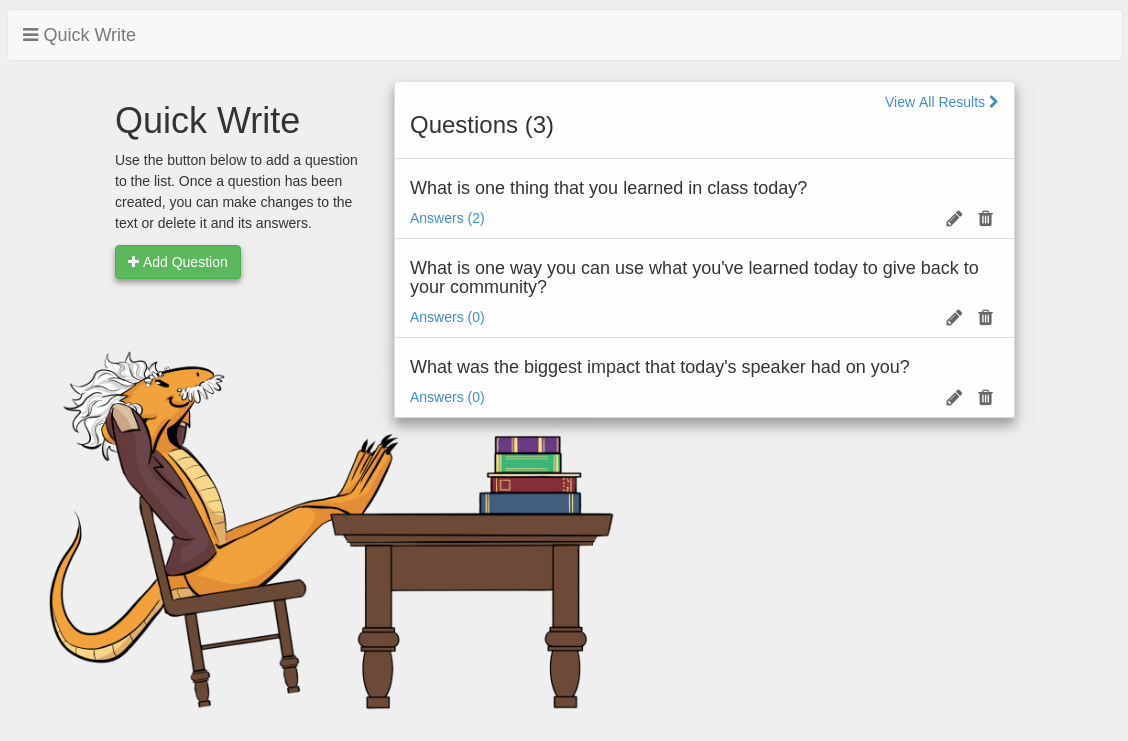 Quick Write
Quick Write
Use the button below to add a question
to the list. Once a question has been
created, you can make changes to the
text or delete it and its answers.
Add Question
View All Results
Questions (3)
What is one thing that you learned in class today?
Answers (2)
What is one way you can use what you've learned today to give back to
your community?
Answers (0)
What was the biggest impact that today's speaker had on you?
Answers (0)